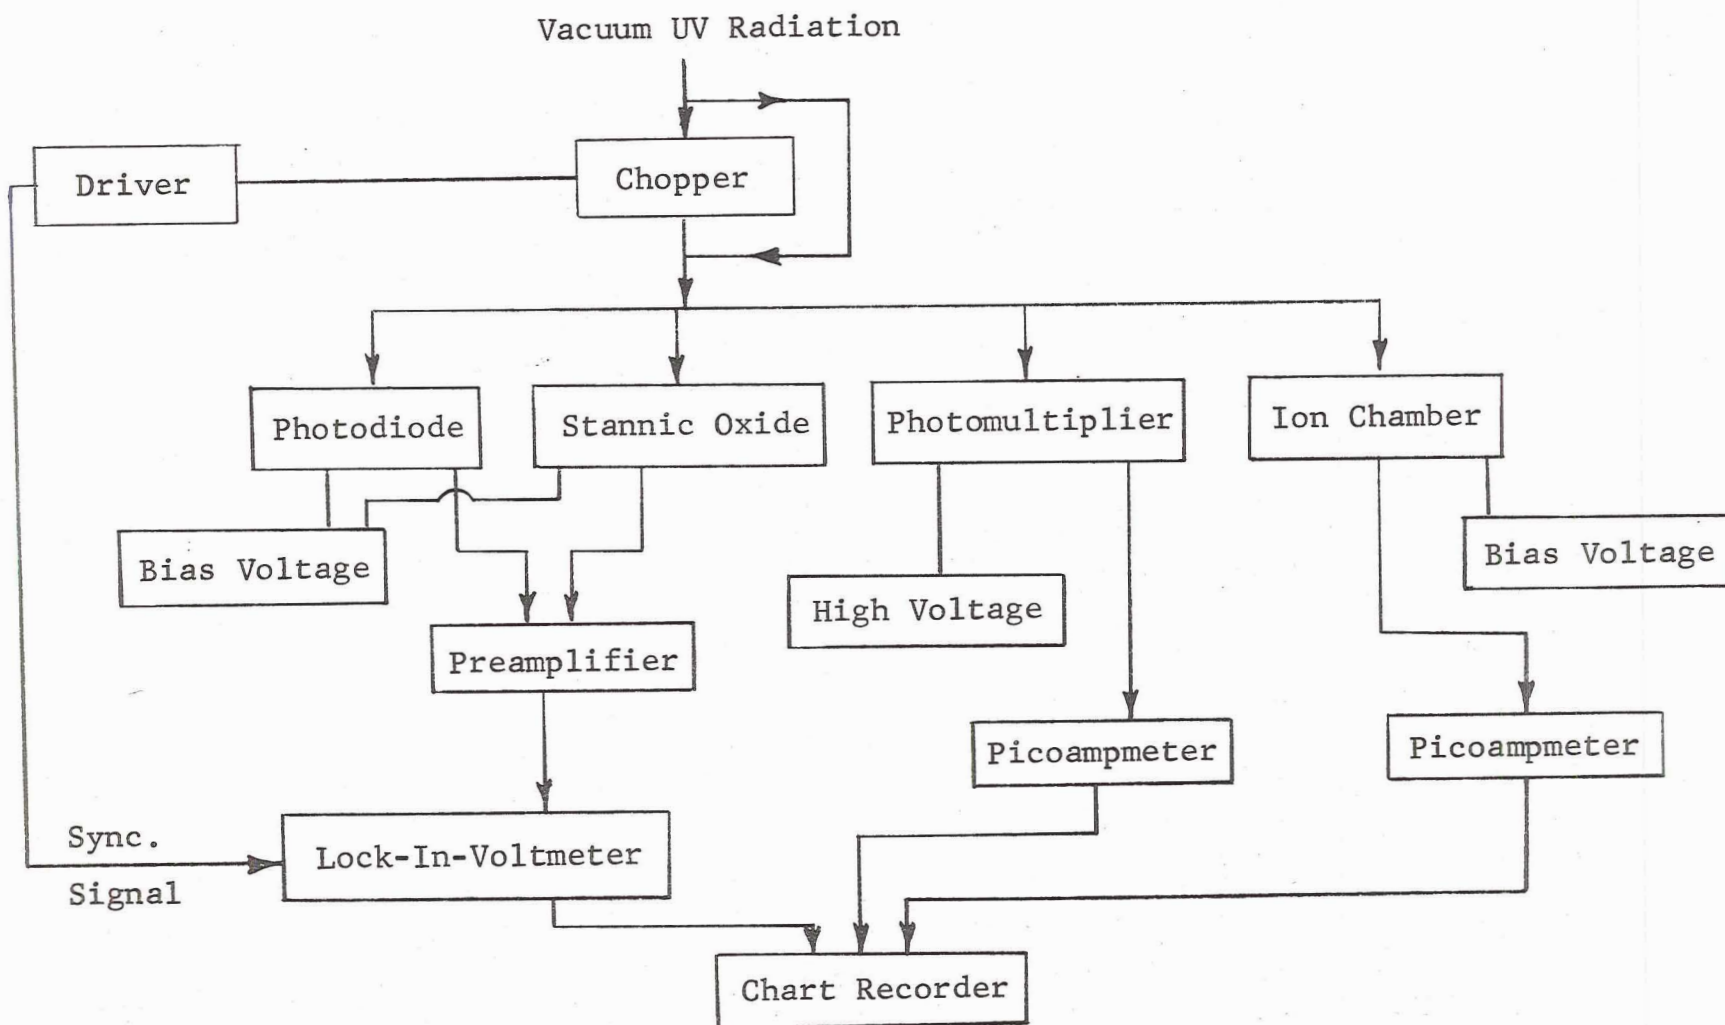 Vacuum UV Radiation
Driver
Chopper
Photodiode
Stannic Oxide
Photomultiplier
Ion Chamber
Bias Voltage
High Voltage
Bias Voltage
Preamplifier
Picoampmeter
Picoampmeter
Sync.
Signal
Lock-In-Voltmeter
Chart Recorder